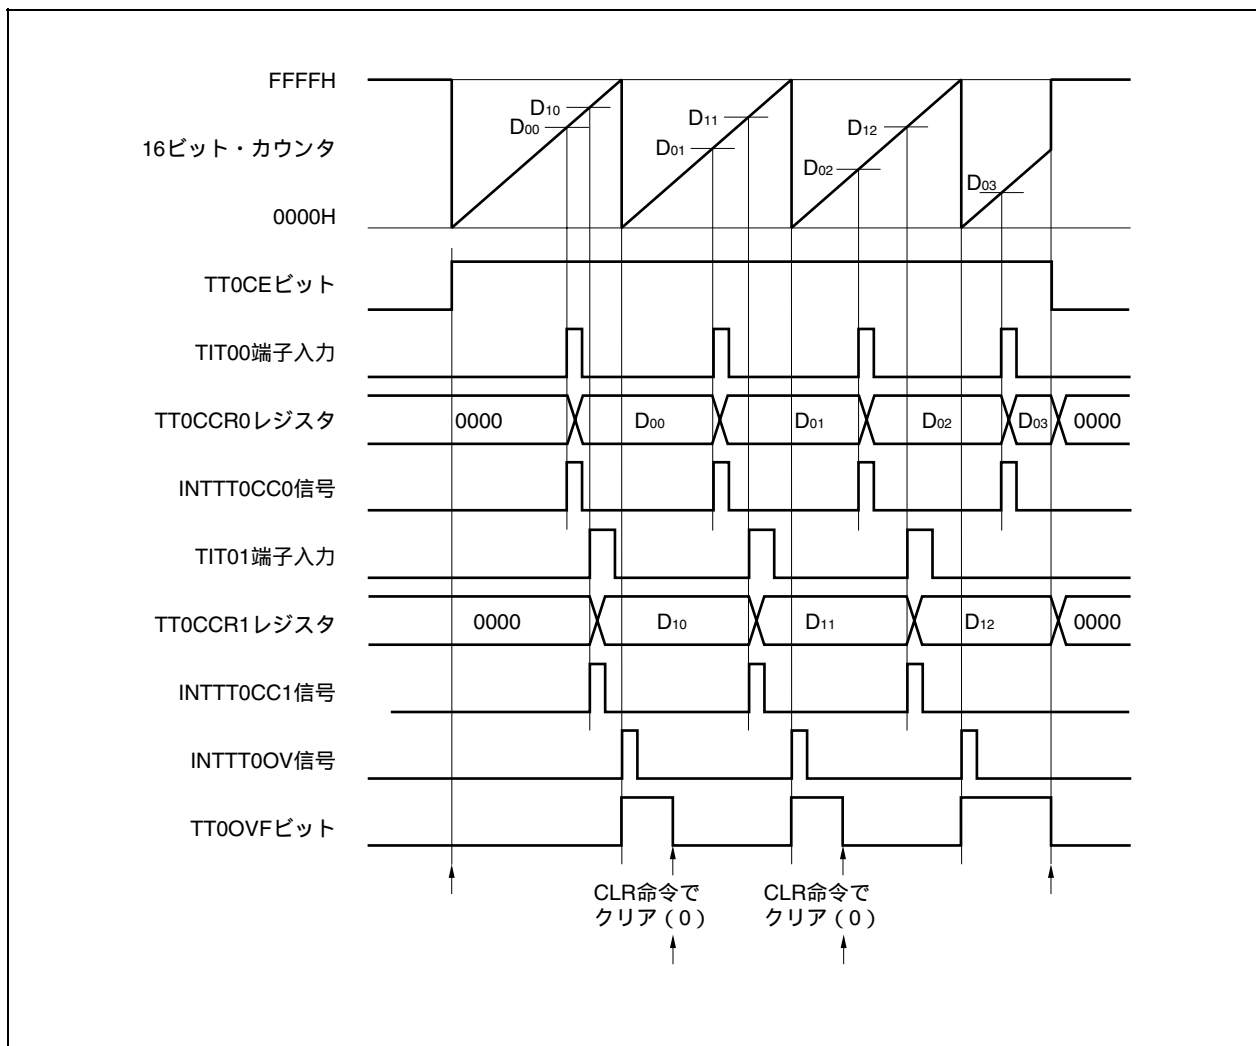 FFFFH
D10
D00
D11
D12
16ビット・カウンタ
D01
D02
D03
0000H
TT0CEビット
TIT00端子入力
TT0CCR0レジスタ
0000
D00
D01
D02
D03
0000
INTTT0CC0信号
TIT01端子入力
TT0CCR1レジスタ
0000
D10
D11
D12
0000
INTTT0CC1信号
INTTT0OV信号
TT0OVFビット
CLR命令で
クリア（0）
CLR命令で
クリア（0）